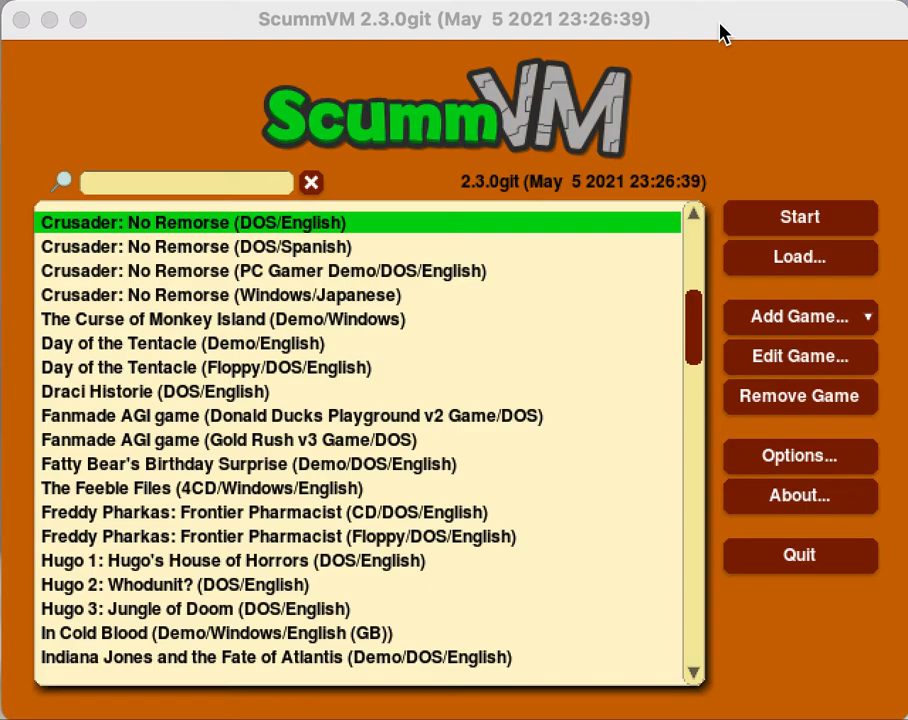 ScummVM 2.3.0git (May  5 2021 23:26:39)
ScummVM
2.3.0git (May  5 2021 23:26:39)
Crusader: No Remorse (DOS/English)
Crusader: No Remorse (DOS/Spanish)
Crusader: No Remorse (PC Gamer Demo/DOS/English)
Crusader: No Remorse (Windows/Japanese)
The Curse of Monkey Island (Demo/Windows)
Day of the Tentacle (Demo/English)
Day of the Tentacle (Floppy/DOS/English)
Draci Historie (DOS/English)
Fanmade AGI game (Donald Ducks Playground v2 Game/DOS)
Fanmade AGI game (Gold Rush v3 Game/DOS)
Fatty Bear's Birthday Surprise (Demo/DOS/English)
The Feeble Files (4CD/Windows/English)
Freddy Pharkas: Frontier Pharmacist (CD/DOS/English)
Freddy Pharkas: Frontier Pharmacist (Floppy/DOS/English)
Hugo 1: Hugo's House of Horrors (DOS/English)
Hugo 2: Whodunit? (DOS/English)
Hugo 3: Jungle of Doom (DOS/English)
In Cold Blood (Demo/Windows/English (GB))
Indiana Jones and the Fate of Atlantis (Demo/DOS/English)
Start
Load...
Add Game...
Edit Game...
Remove Game
Options...
About...
Quit